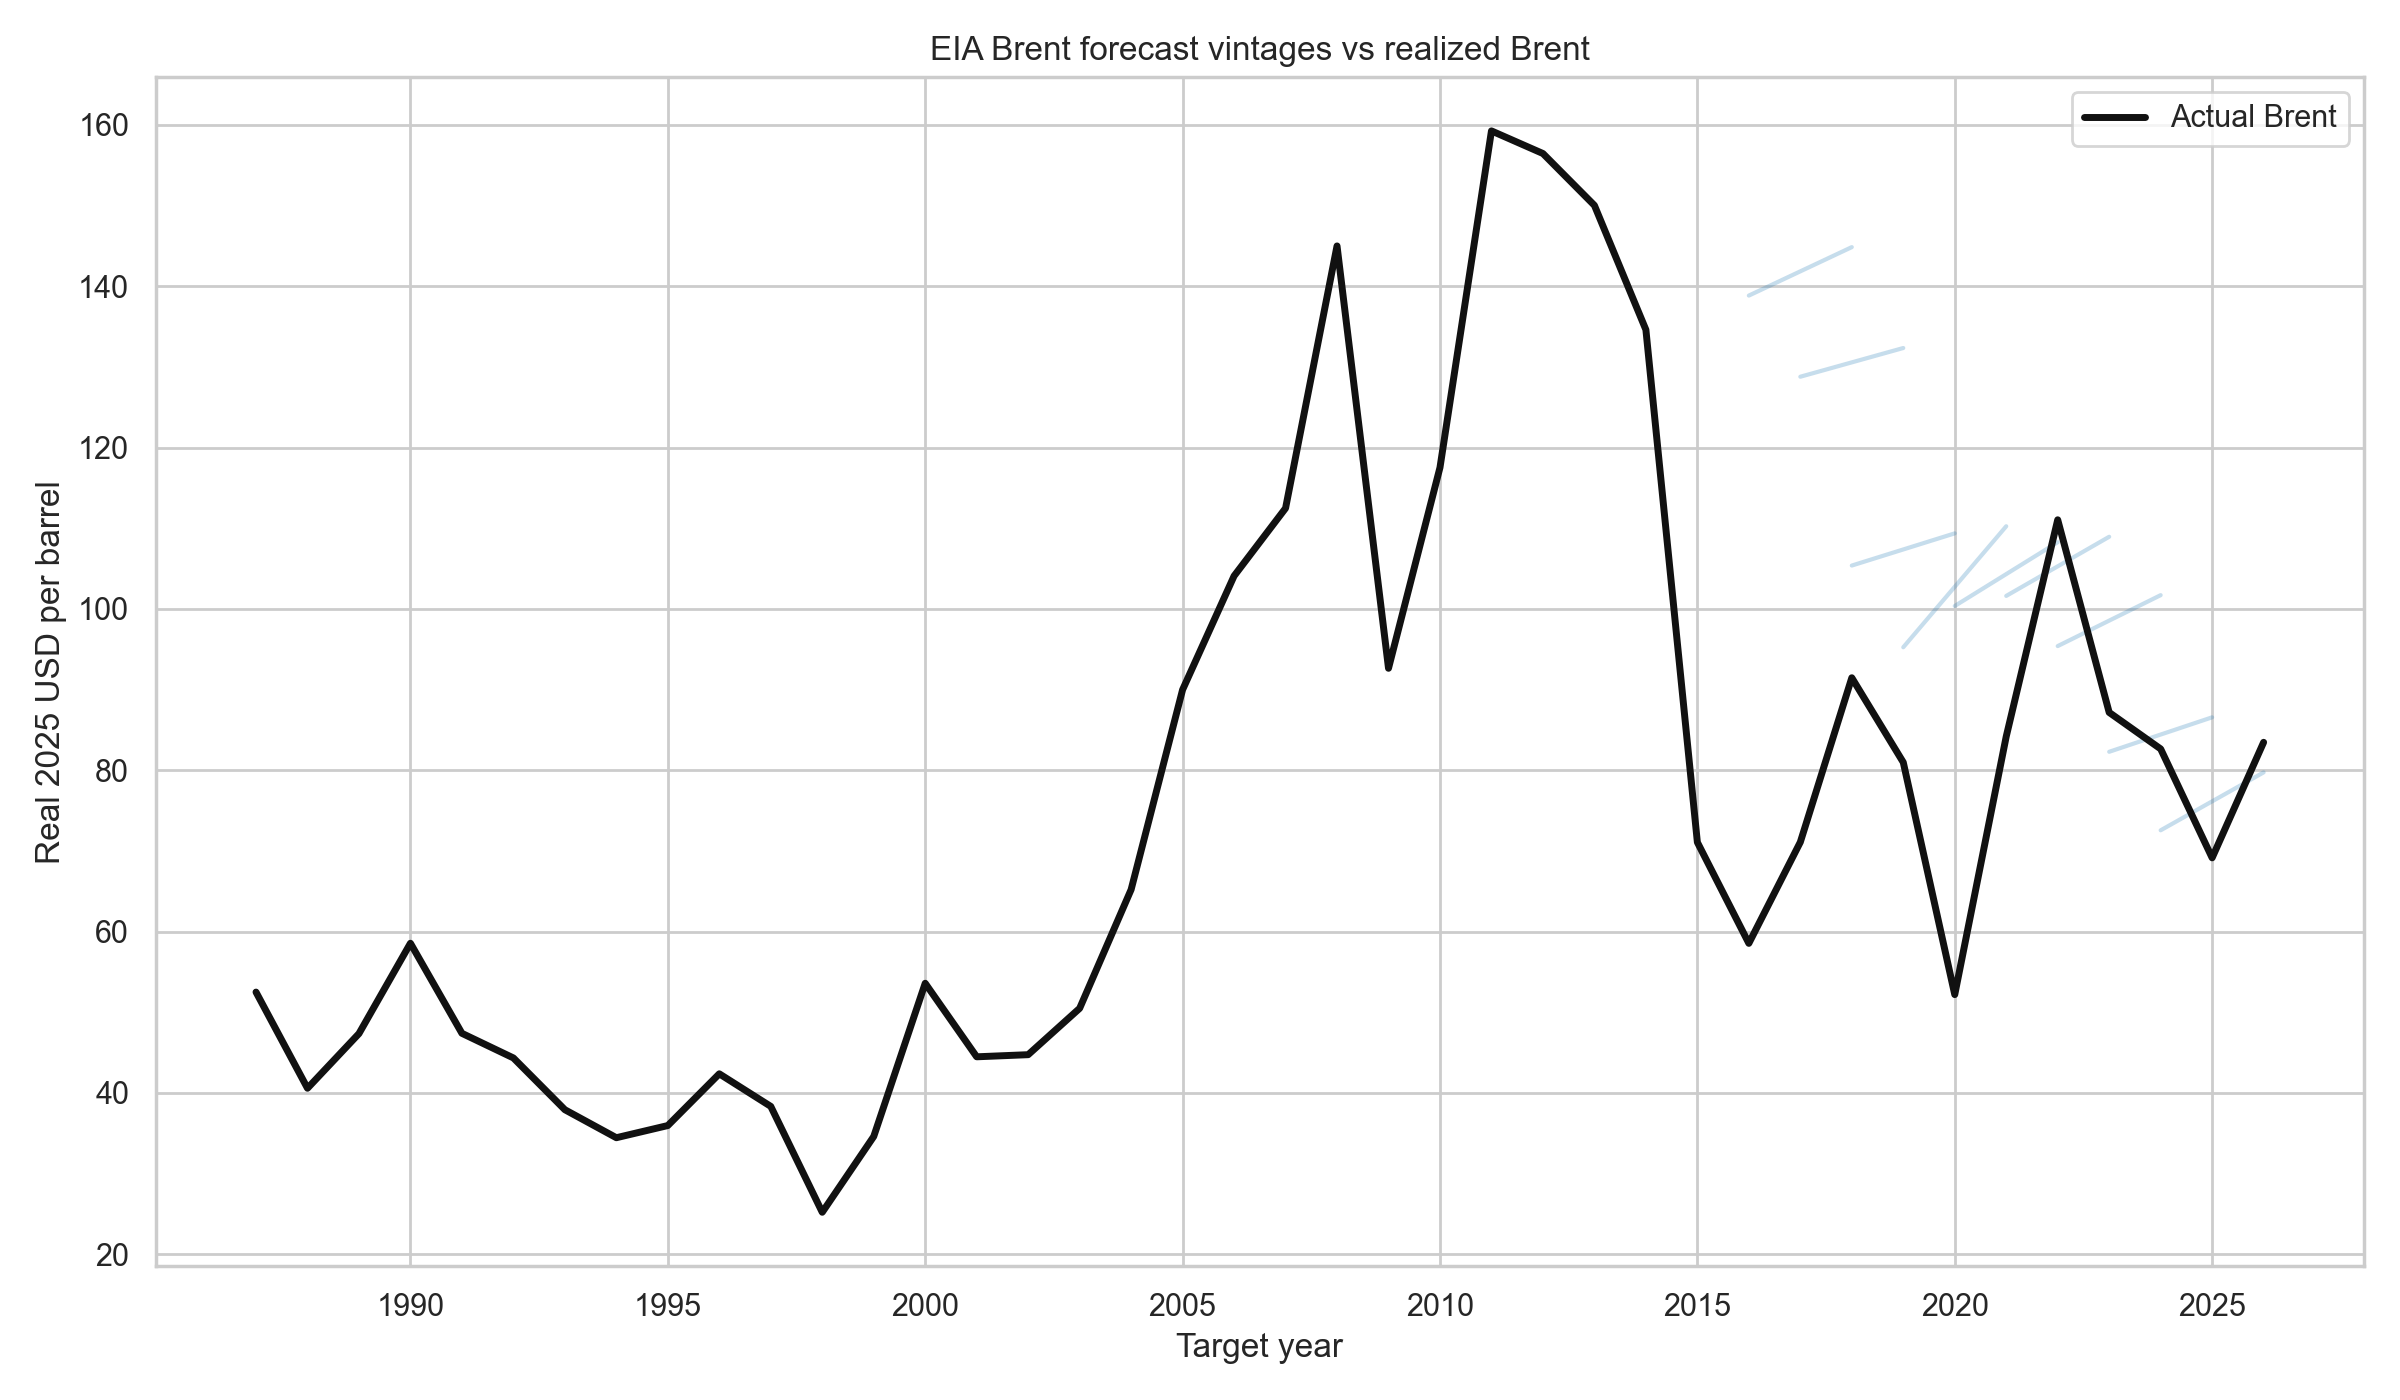 EIA Brent forecast vintages vs realized Brent
Actual Brent
Real 2025 USD per barrel
160
140
120
100
80
60
40
20
1990 1995 2000 2005 2010 2015 2020 2025
Target year